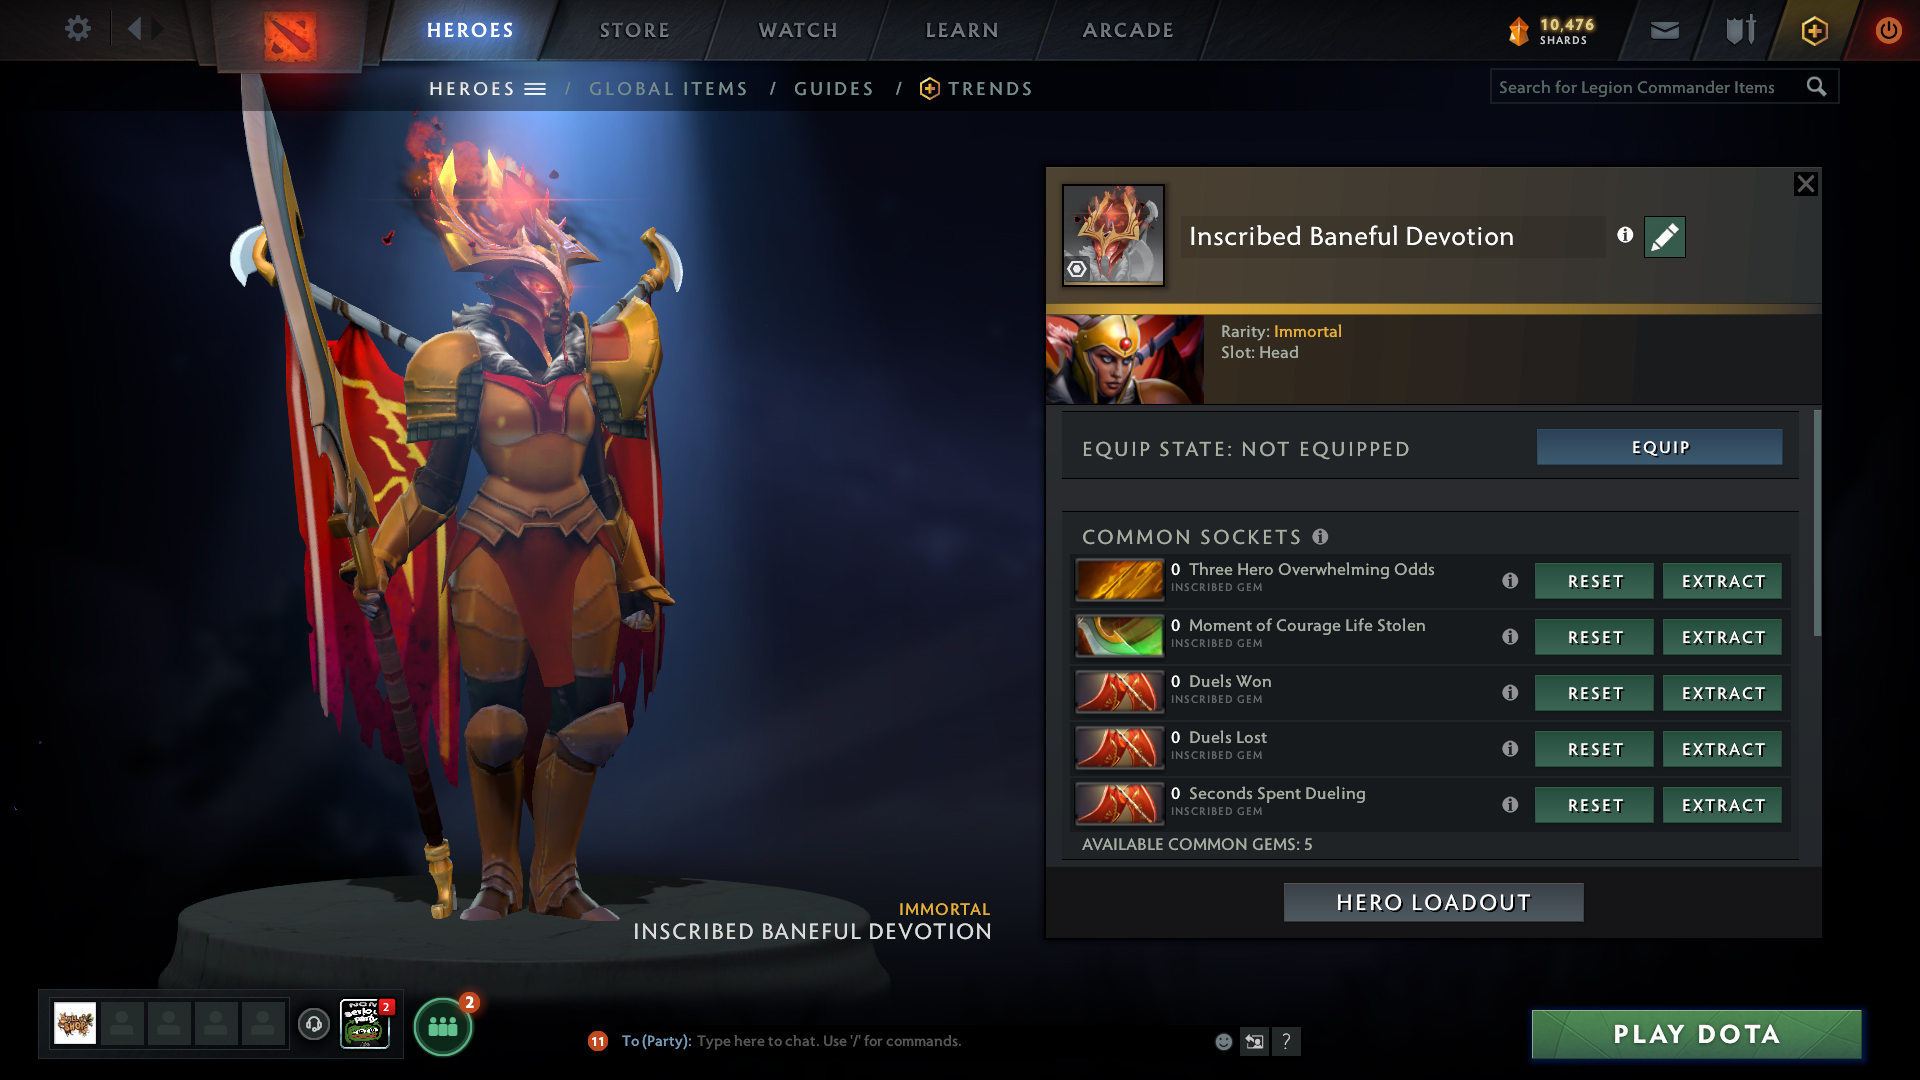 HEROES
STORE
WATCH
LEARN
ARCADE
10,476
SHARDS
HEROES / GLOBAL ITEMS / GUIDES / TRENDS
Search for Legion Commander Items
Inscribed Baneful Devotion
Rarity: Immortal
Slot: Head
EQUIP STATE: NOT EQUIPPED
EQUIP
COMMON SOCKETS
0 Three Hero Overwhelming Odds
INSCRIBED GEM
RESET
EXTRACT
0 Moment of Courage Life Stolen
INSCRIBED GEM
RESET
EXTRACT
0 Duels Won
INSCRIBED GEM
RESET
EXTRACT
0 Duels Lost
INSCRIBED GEM
RESET
EXTRACT
0 Seconds Spent Dueling
INSCRIBED GEM
RESET
EXTRACT
AVAILABLE COMMON GEMS: 5
HERO LOADOUT
IMMORTAL
INSCRIBED BANEFUL DEVOTION
2
2
11
To (Party): Type here to chat. Use '/' for commands.
?
PLAY DOTA